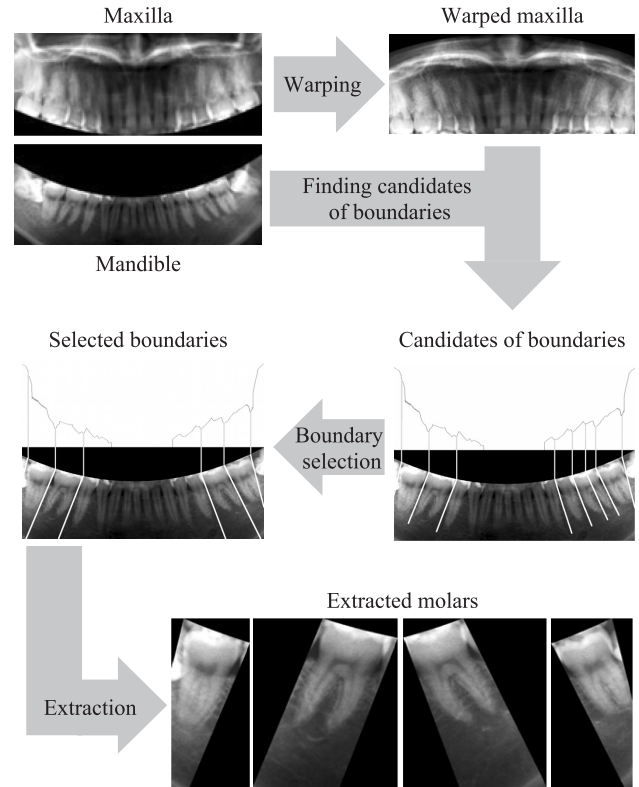 Maxilla
Warped maxilla
Warping
Finding candidates
of boundaries
Mandible
Selected boundaries
Candidates of boundaries
Boundary
selection
Extracted molars
Extraction